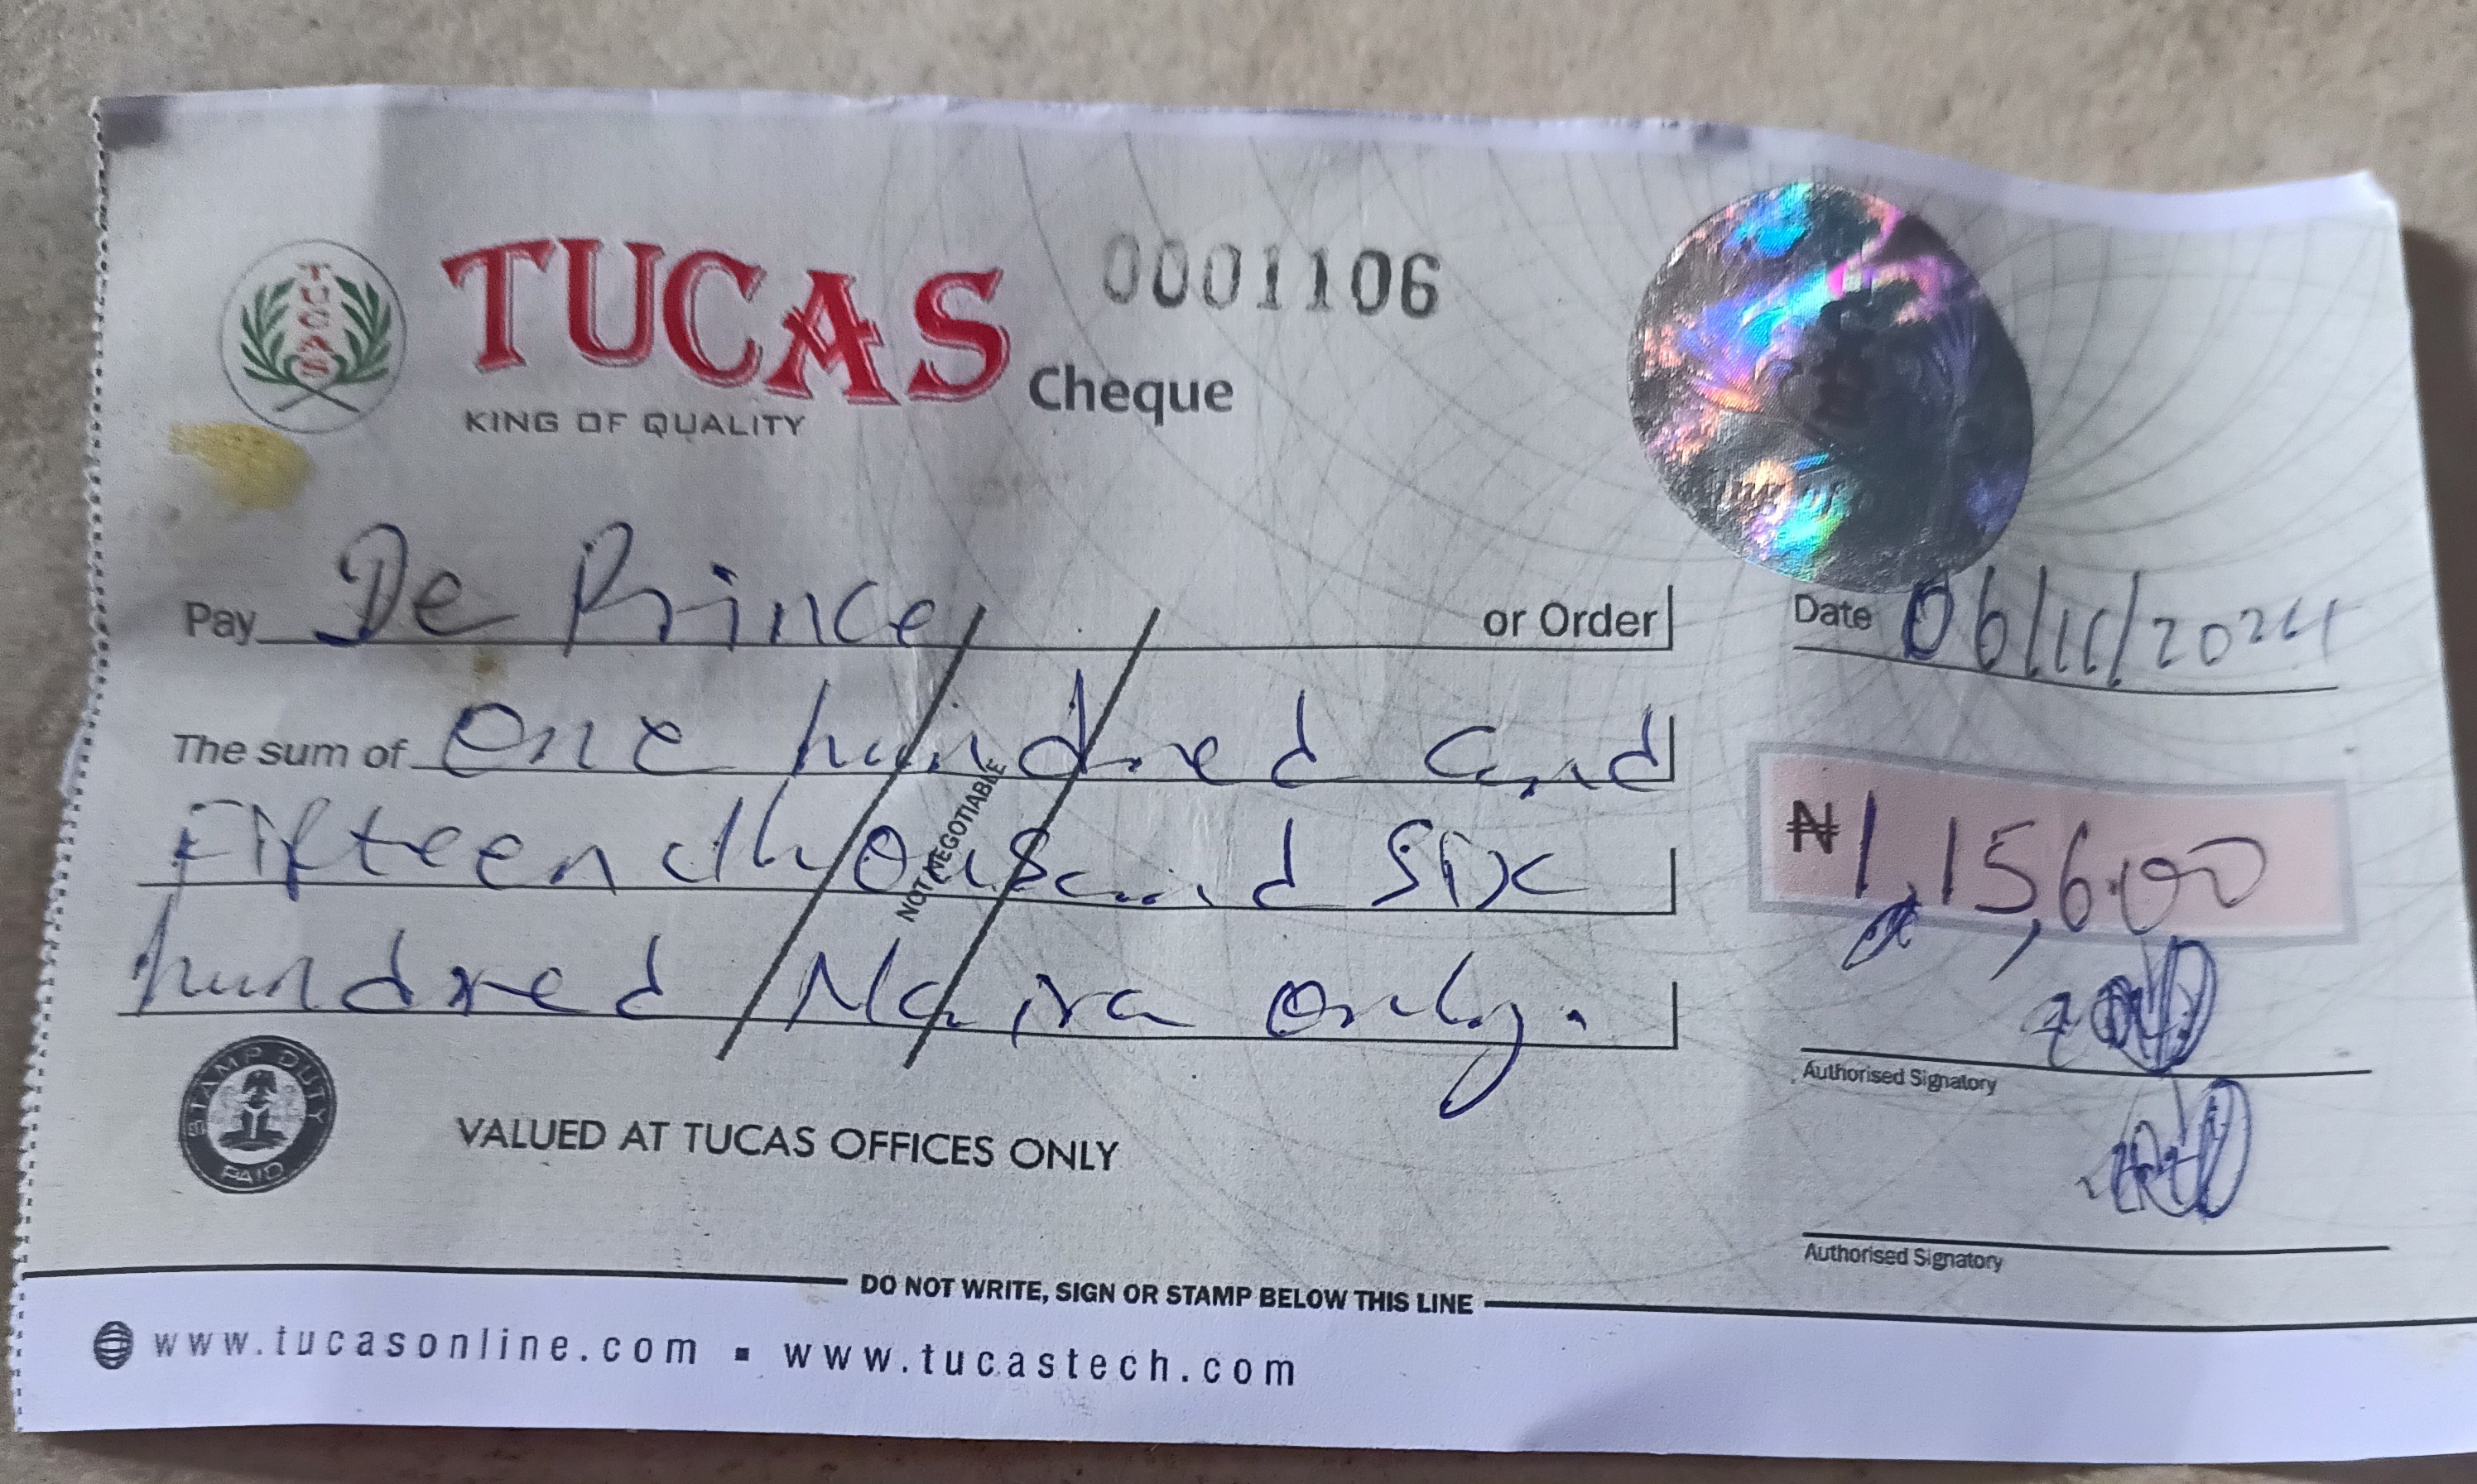 TUCAS
TUCAS
0001106
Cheque
KING OF QUALITY
Pay De Prince or Order
Date 06/11/2024
The sum of One hundred and
Fifteen thousand Six
₦1,15,600
hundred Naira only.
NOT NEGOTIABLE
Authorised Signatory
STAMP DUTY
PAID
VALUED AT TUCAS OFFICES ONLY
Authorised Signatory
DO NOT WRITE, SIGN OR STAMP BELOW THIS LINE
www.tucasonline.com ▪ www.tucastech.com